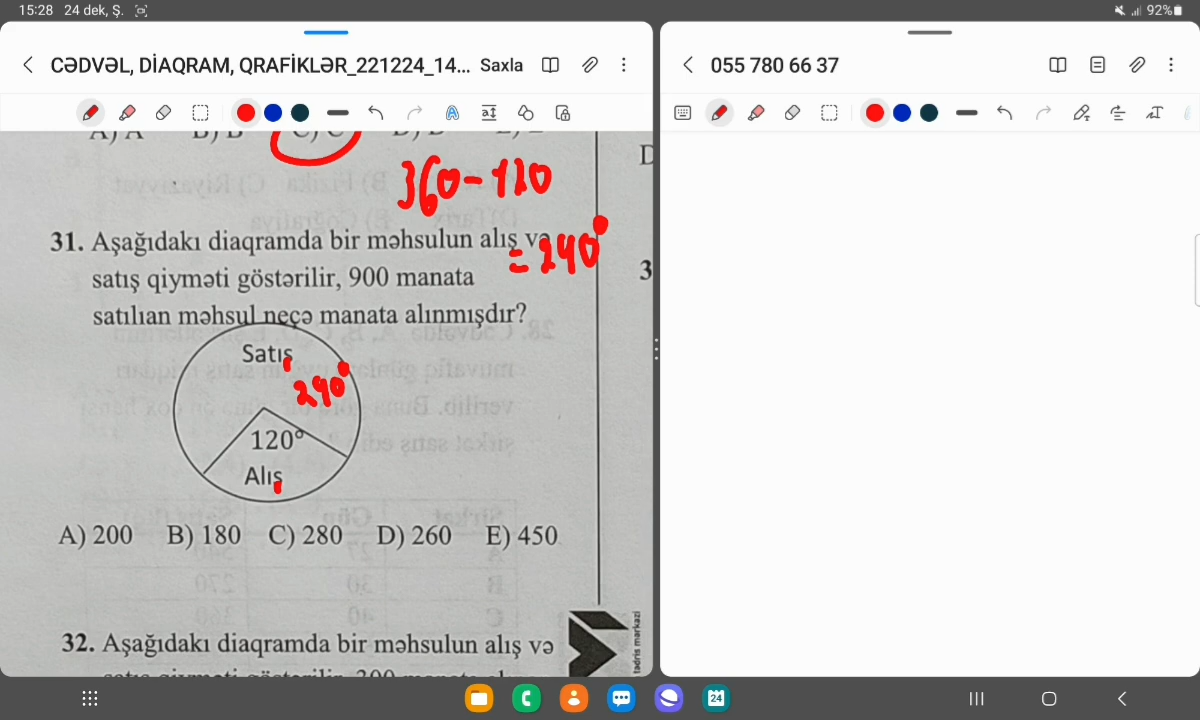 15:28 24 dek, Ş. 92%
CƏDVƏL, DİAQRAM, QRAFİKLƏR_221224_14... Saxla
055 780 66 37
360-120
= 240°
31. Aşağıdakı diaqramda bir məhsulun alış və
satış qiyməti göstərilir, 900 manata
satılıan məhsul neçə manata alınmışdır?
Satış
240°
120°
Alış
A) 200 B) 180 C) 280 D) 260 E) 450
32. Aşağıdakı diaqramda bir məhsulun alış və
tədris mərkəzi
24